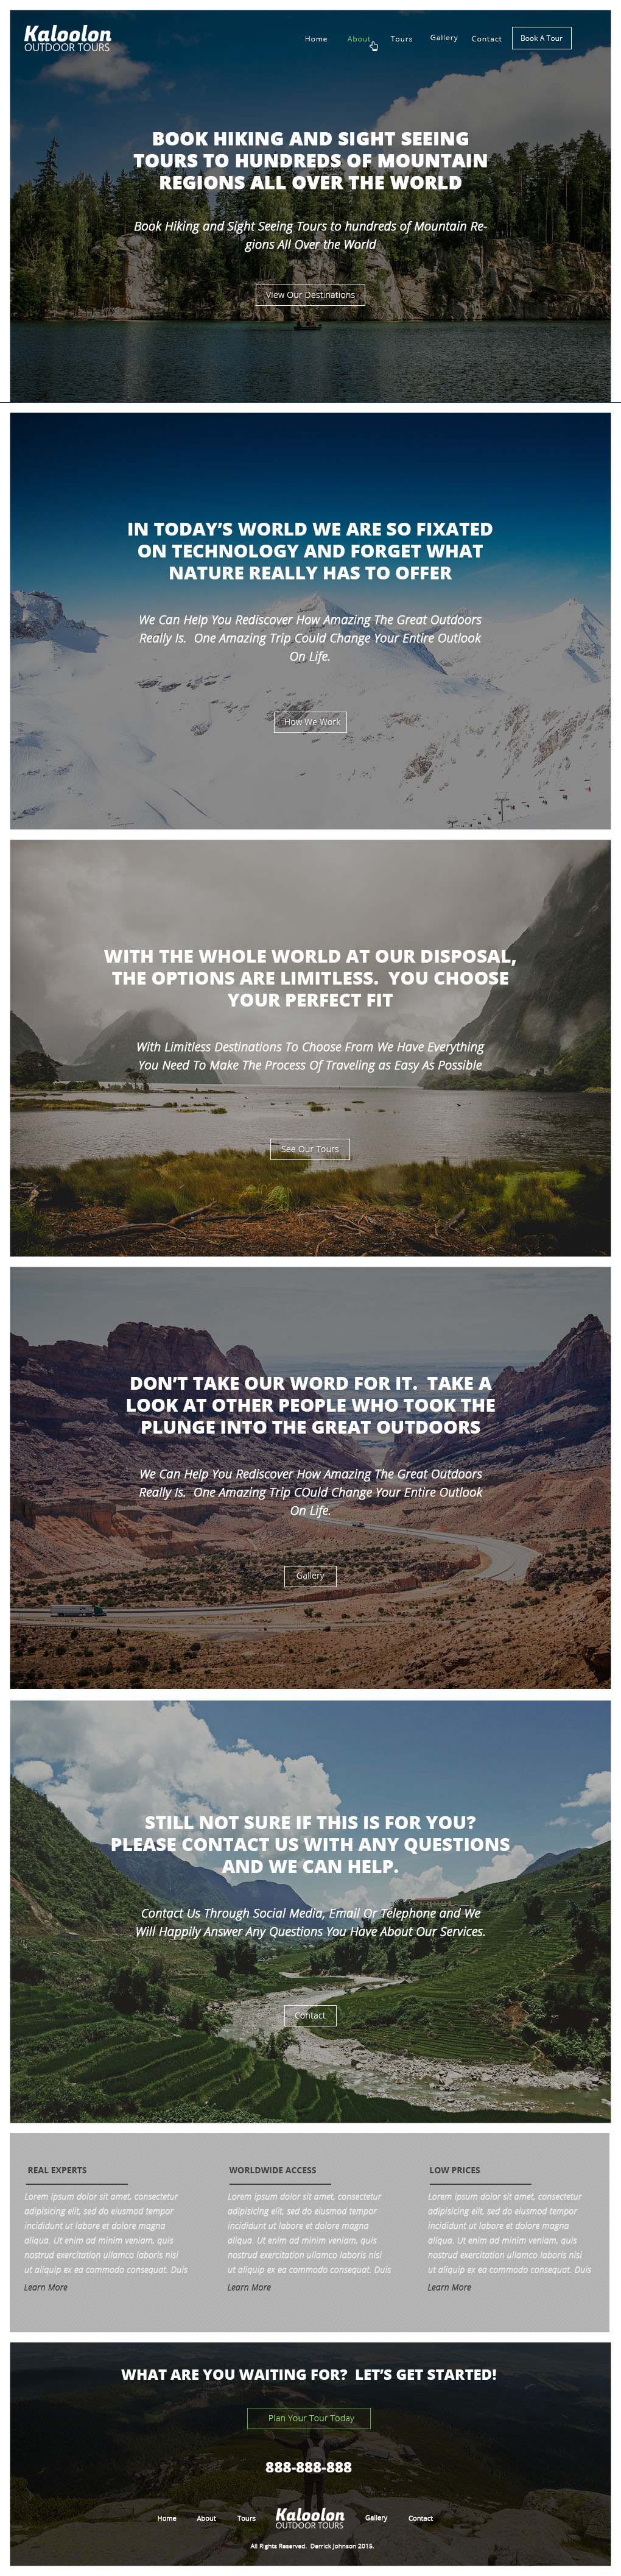 Kaloolon
OUTDOOR TOURS
Home About Tours Gallery Contact Book A Tour
BOOK HIKING AND SIGHT SEEING
TOURS TO HUNDREDS OF MOUNTAIN
REGIONS ALL OVER THE WORLD
Book Hiking and Sight Seeing Tours to hundreds of Mountain Re-
gions All Over the World
View Our Destinations
IN TODAY'S WORLD WE ARE SO FIXATED
ON TECHNOLOGY AND FORGET WHAT
NATURE REALLY HAS TO OFFER
We Can Help You Rediscover How Amazing The Great Outdoors
Really Is.  One Amazing Trip Could Change Your Entire Outlook
On Life.
How We Work
WITH THE WHOLE WORLD AT OUR DISPOSAL,
THE OPTIONS ARE LIMITLESS.  YOU CHOOSE
YOUR PERFECT FIT
With Limitless Destinations To Choose From We Have Everything
You Need To Make The Process Of Traveling as Easy As Possible
See Our Tours
DON'T TAKE OUR WORD FOR IT.  TAKE A
LOOK AT OTHER PEOPLE WHO TOOK THE
PLUNGE INTO THE GREAT OUTDOORS
We Can Help You Rediscover How Amazing The Great Outdoors
Really Is.  One Amazing Trip COuld Change Your Entire Outlook
On Life.
Gallery
STILL NOT SURE IF THIS IS FOR YOU?
PLEASE CONTACT US WITH ANY QUESTIONS
AND WE CAN HELP.
Contact Us Through Social Media, Email Or Telephone and We
Will Happily Answer Any Questions You Have About Our Services.
Contact
REAL EXPERTS
Lorem ipsum dolor sit amet, consectetur
adipisicing elit, sed do eiusmod tempor
incididunt ut labore et dolore magna
aliqua. Ut enim ad minim veniam, quis
nostrud exercitation ullamco laboris nisi
ut aliquip ex ea commodo consequat. Duis
Learn More
WORLDWIDE ACCESS
Lorem ipsum dolor sit amet, consectetur
adipisicing elit, sed do eiusmod tempor
incididunt ut labore et dolore magna
aliqua. Ut enim ad minim veniam, quis
nostrud exercitation ullamco laboris nisi
ut aliquip ex ea commodo consequat. Duis
Learn More
LOW PRICES
Lorem ipsum dolor sit amet, consectetur
adipisicing elit, sed do eiusmod tempor
incididunt ut labore et dolore magna
aliqua. Ut enim ad minim veniam, quis
nostrud exercitation ullamco laboris nisi
ut aliquip ex ea commodo consequat. Duis
Learn More
WHAT ARE YOU WAITING FOR?  LET'S GET STARTED!
Plan Your Tour Today
888-888-888
Home About Tours Kaloolon Gallery Contact
OUTDOOR TOURS
All Rights Reserved.  Derrick Johnson 2015.